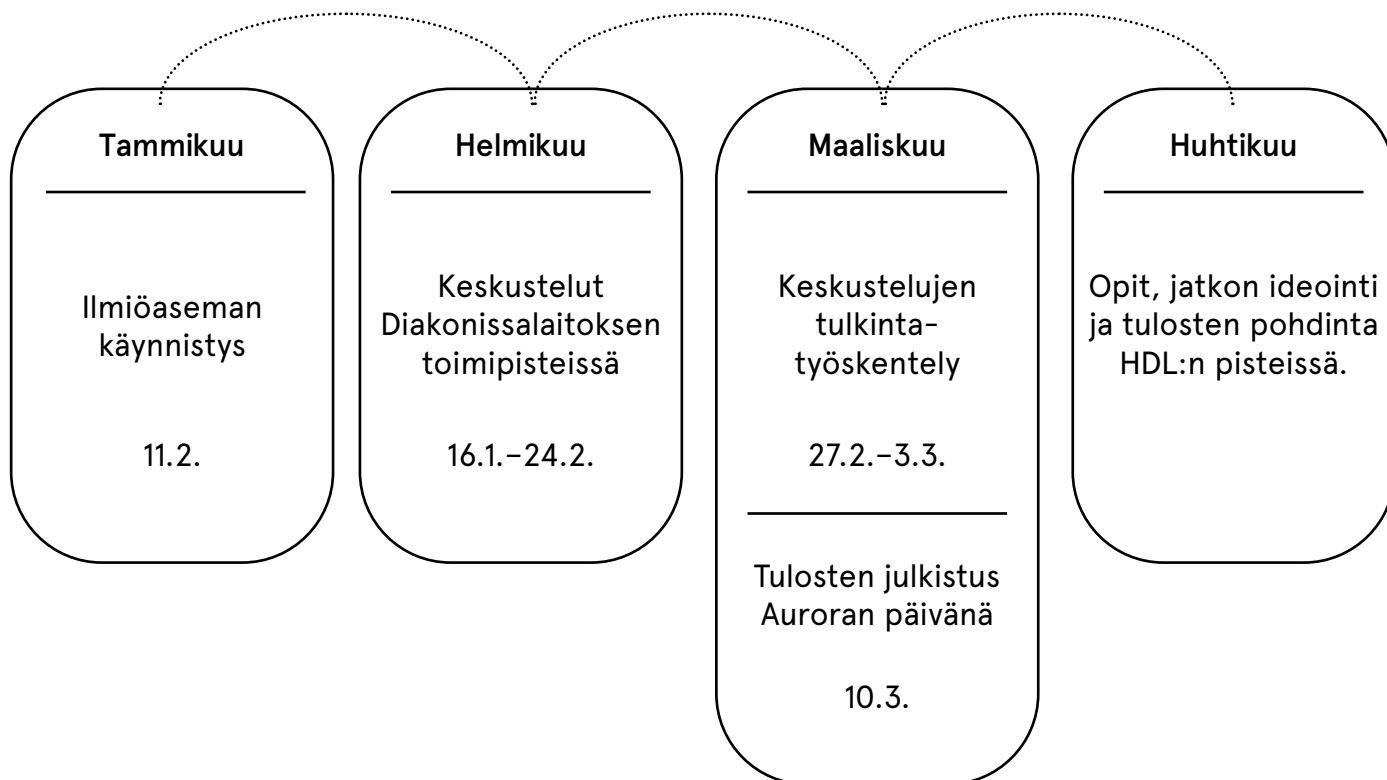 Tammikuu
Ilmiöaseman
käynnistys
11.2.
Helmikuu
Keskustelut
Diakonissalaitoksen
toimipisteissä
16.1.–24.2.
Maaliskuu
Keskustelujen
tulkinta-
työskentely
27.2.–3.3.
Tulosten julkistus
Auroran päivänä
10.3.
Huhtikuu
Opit, jatkon ideointi
ja tulosten pohdinta
HDL:n pisteissä.